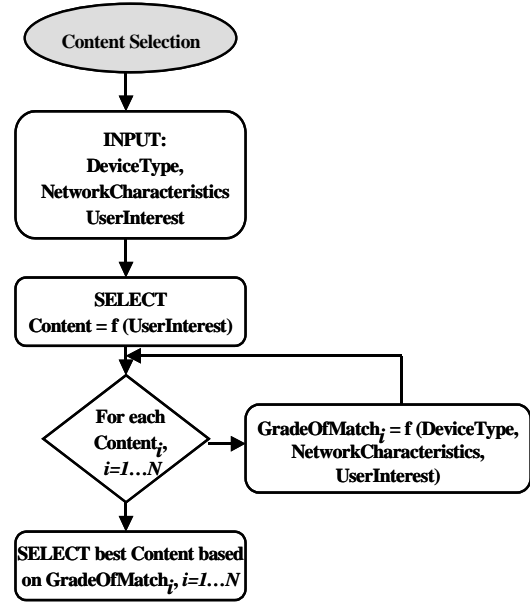 Content Selection
INPUT:
DeviceType,
NetworkCharacteristics
UserInterest
SELECT
Content = f (UserInterest)
For each
Contentᵢ,
i=1…N
GradeOfMatchᵢ = f (DeviceType,
NetworkCharacteristics,
UserInterest)
SELECT best Content based
on GradeOfMatchᵢ, i=1…N